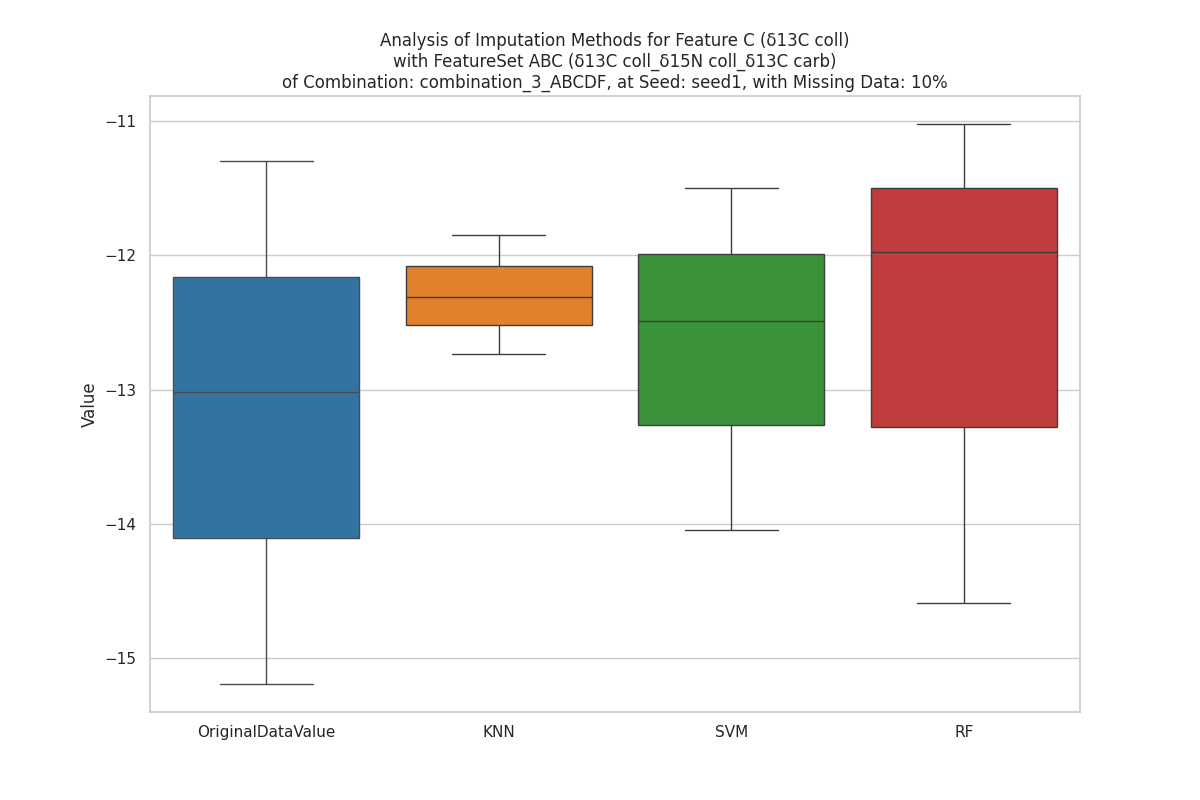 Analysis of Imputation Methods for Feature C (δ13C coll)
with FeatureSet ABC (δ13C coll_δ15N coll_δ13C carb)
of Combination: combination_3_ABCDF, at Seed: seed1, with Missing Data: 10%
−11
−12
−13
−14
−15
Value
OriginalDataValue
KNN
SVM
RF